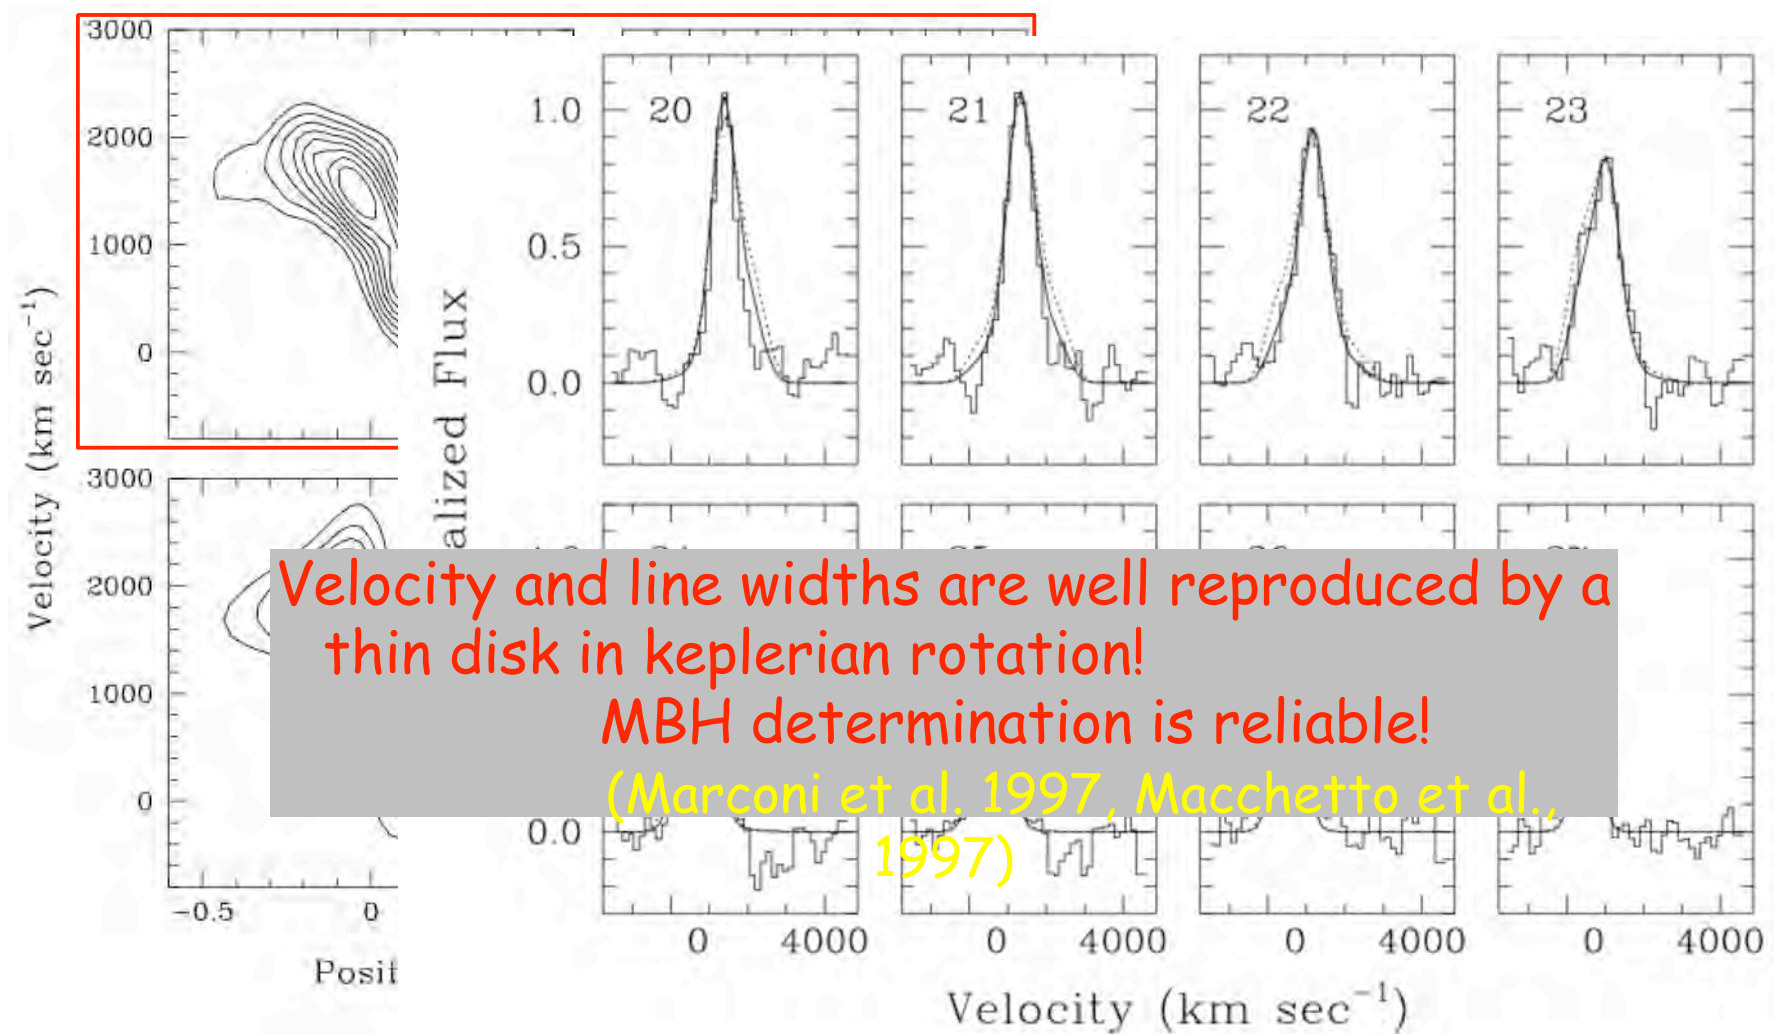 3000
2000
1000
0
Velocity (km sec⁻¹)
3000
2000
1000
0
-0.5 0
Posit
alized Flux
1.0
0.5
0.0
20 21 22 23
0.0
0 4000 0 4000 0 4000 0 4000
Velocity (km sec⁻¹)
Velocity and line widths are well reproduced by a
thin disk in keplerian rotation!
MBH determination is reliable!
(Marconi et al. 1997, Macchetto et al.,
1997)